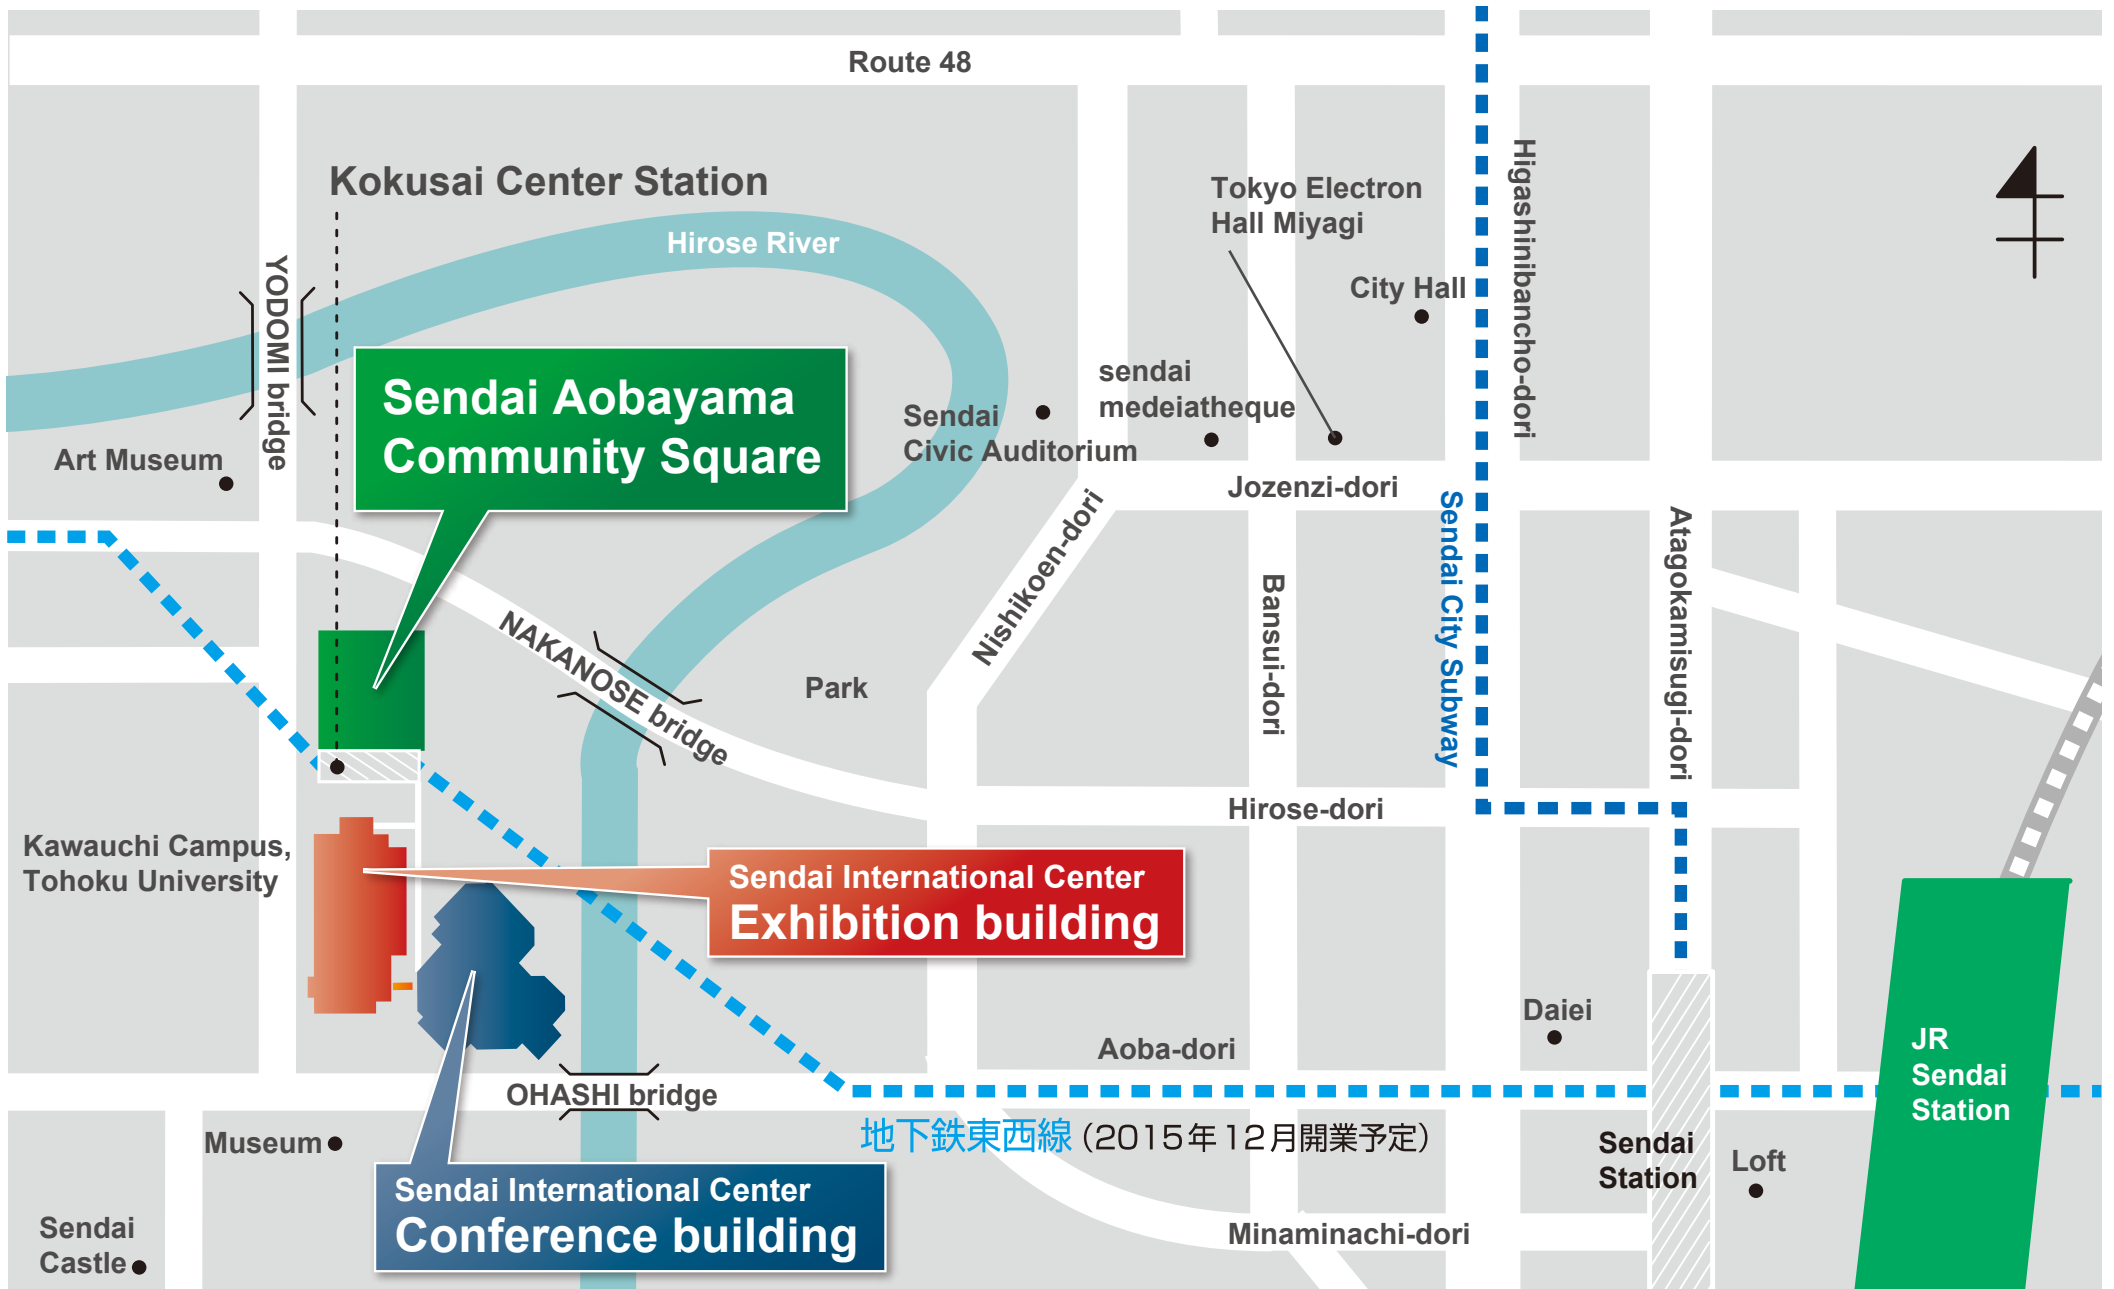 Route 48
Kokusai Center Station
Hirose River
Tokyo Electron
Hall Miyagi
City Hall
Higashinibancho-dori
YODOMI bridge
Sendai Aobayama
Community Square
sendai
medeiatheque
Sendai
Civic Auditorium
Art Museum
Jozenzi-dori
Nishikoen-dori
Sendai City Subway
Atagokamisugi-dori
Bansui-dori
NAKANOSE bridge
Park
Hirose-dori
Kawauchi Campus,
Tohoku University
Sendai International Center
Exhibition building
Daiei
Aoba-dori
JR
Sendai
Station
OHASHI bridge
地下鉄東西線（2015年12月開業予定）
Museum
Sendai
Station
Loft
Sendai International Center
Conference building
Minaminachi-dori
Sendai
Castle